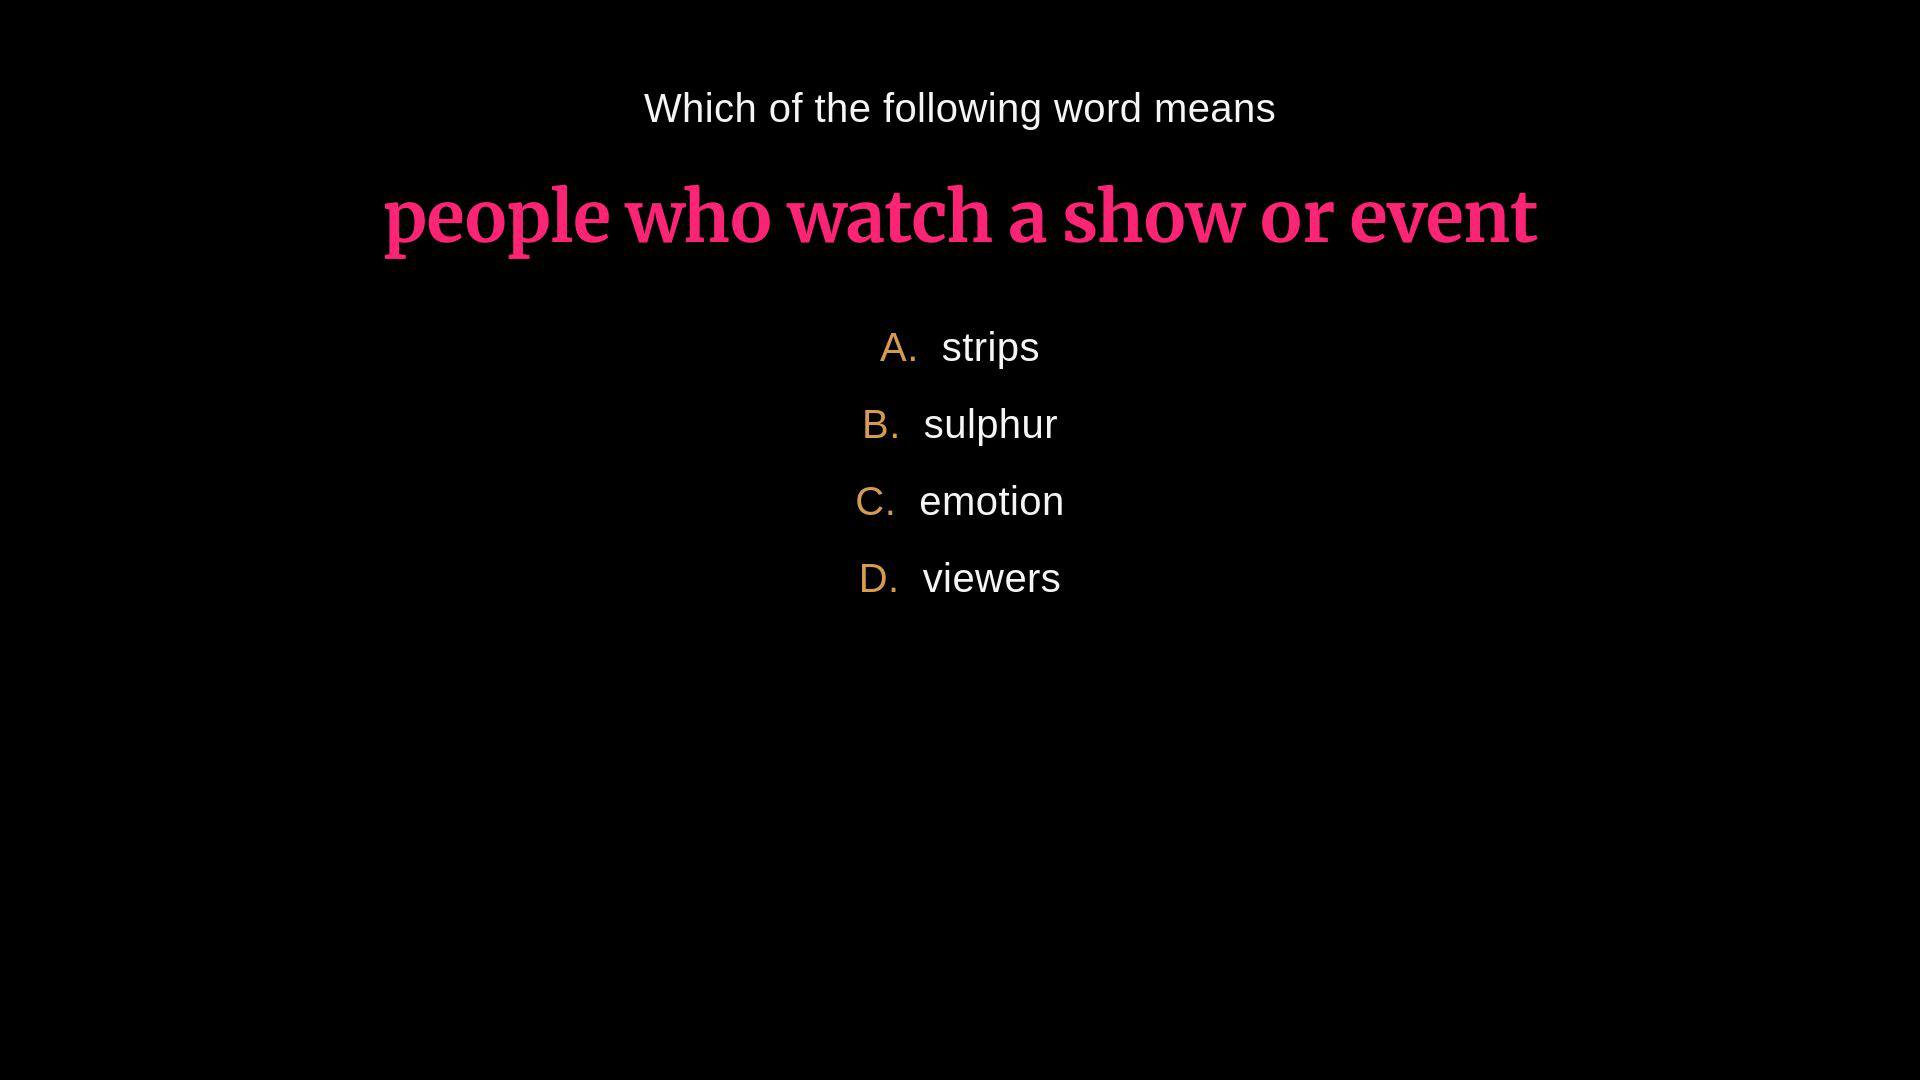 Which of the following word means
people who watch a show or event
A. strips
B. sulphur
C. emotion
D. viewers